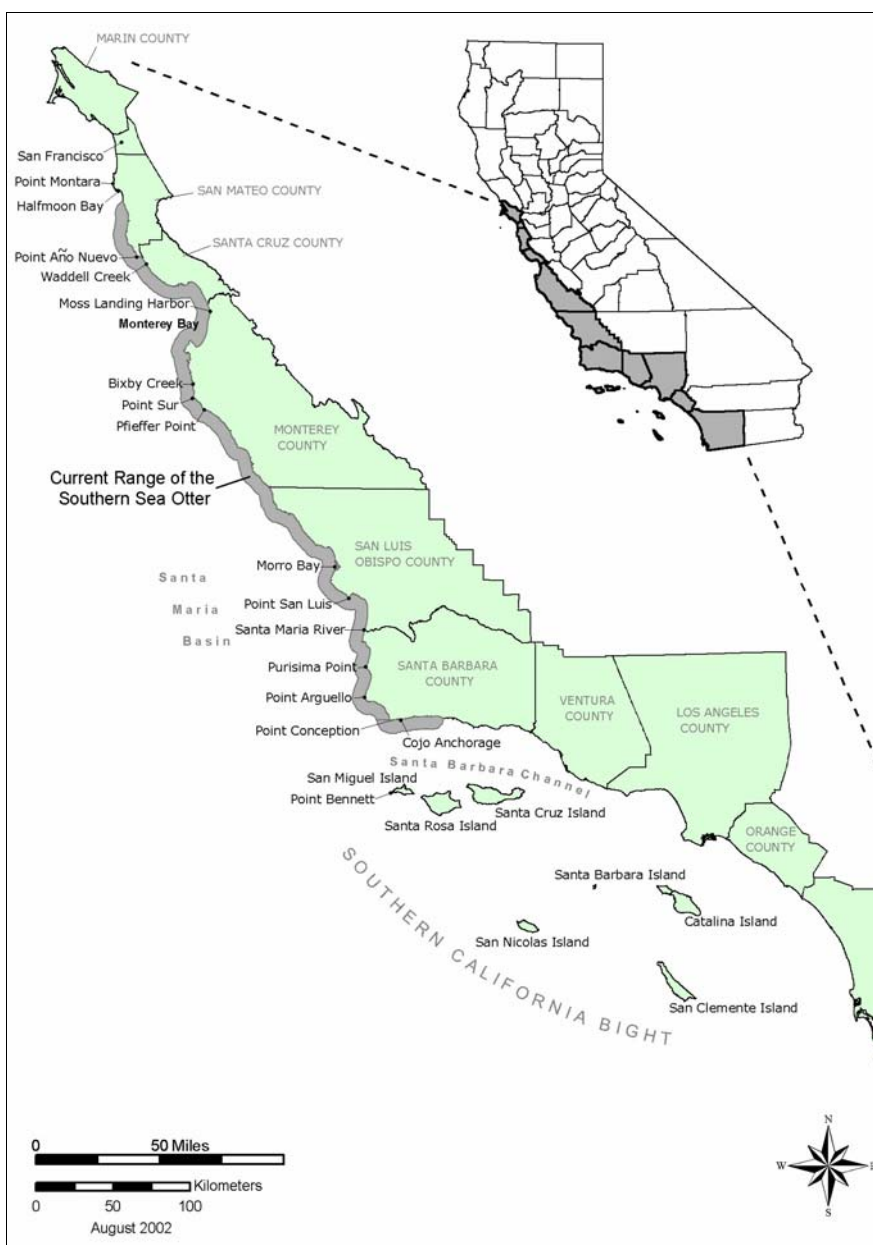 MARIN COUNTY
San Francisco
Point Montara
Halfmoon Bay
SAN MATEO COUNTY
SANTA CRUZ COUNTY
Point Año Nuevo
Waddell Creek
Moss Landing Harbor
Monterey Bay
Bixby Creek
Point Sur
Pfieffer Point
MONTEREY
COUNTY
Current Range of the
Southern Sea Otter
SAN LUIS
OBISPO COUNTY
Morro Bay
Santa
Maria
Basin
Point San Luis
Santa Maria River
Purisima Point
SANTA BARBARA
COUNTY
Point Arguello
VENTURA
COUNTY
LOS ANGELES
COUNTY
Point Conception
Cojo Anchorage
Santa Barbara Channel
San Miguel Island
Point Bennett
Santa Rosa Island
Santa Cruz Island
ORANGE
COUNTY
SOUTHERN CALIFORNIA BIGHT
Santa Barbara Island
Catalina Island
San Nicolas Island
San Clemente Island
0 50 Miles
Kilometers
0 50 100
August 2002
N
W
E
S